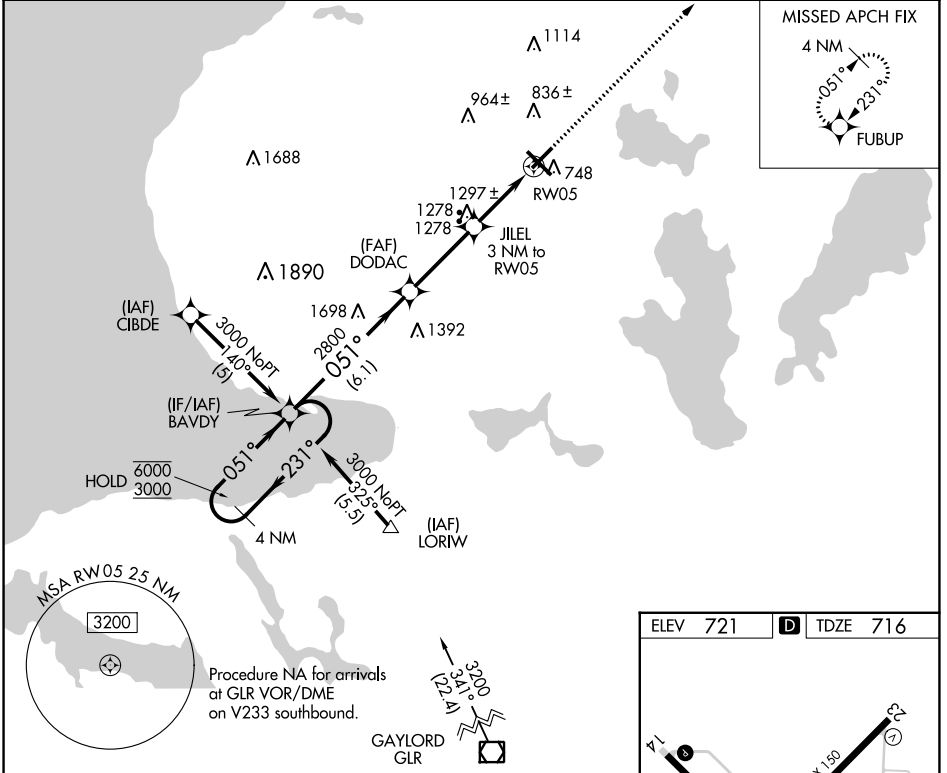 MISSED APCH FIX
4 NM
051°
231°
FUBUP
1114
964±
836±
1688
748
RW05
1297±
1278
1278
JILEL
3 NM to
RW05
(FAF)
DODAC
1890
(IAF)
CIBDE
1698
1392
3000 NoPT
140°
(5)
2800
051°
(6.1)
(IF/IAF)
BAVDY
051°
231°
HOLD
6000
3000
4 NM
3000 NoPT
325°
(5.5)
(IAF)
LORIW
MSA RW05 25 NM
3200
Procedure NA for arrivals
at GLR VOR/DME
on V233 southbound.
3200
341°
(22.4)
GAYLORD
GLR
ELEV 721 D TDZE 716
14
P
X 150
23
V